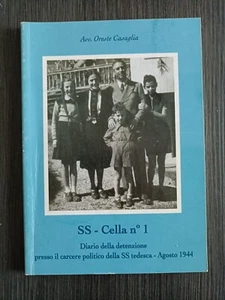 Avv. Oreste Casaglia
SS - Cella n° 1
Diario della detenzione
presso il carcere politico della SS tedesca - Agosto 1944